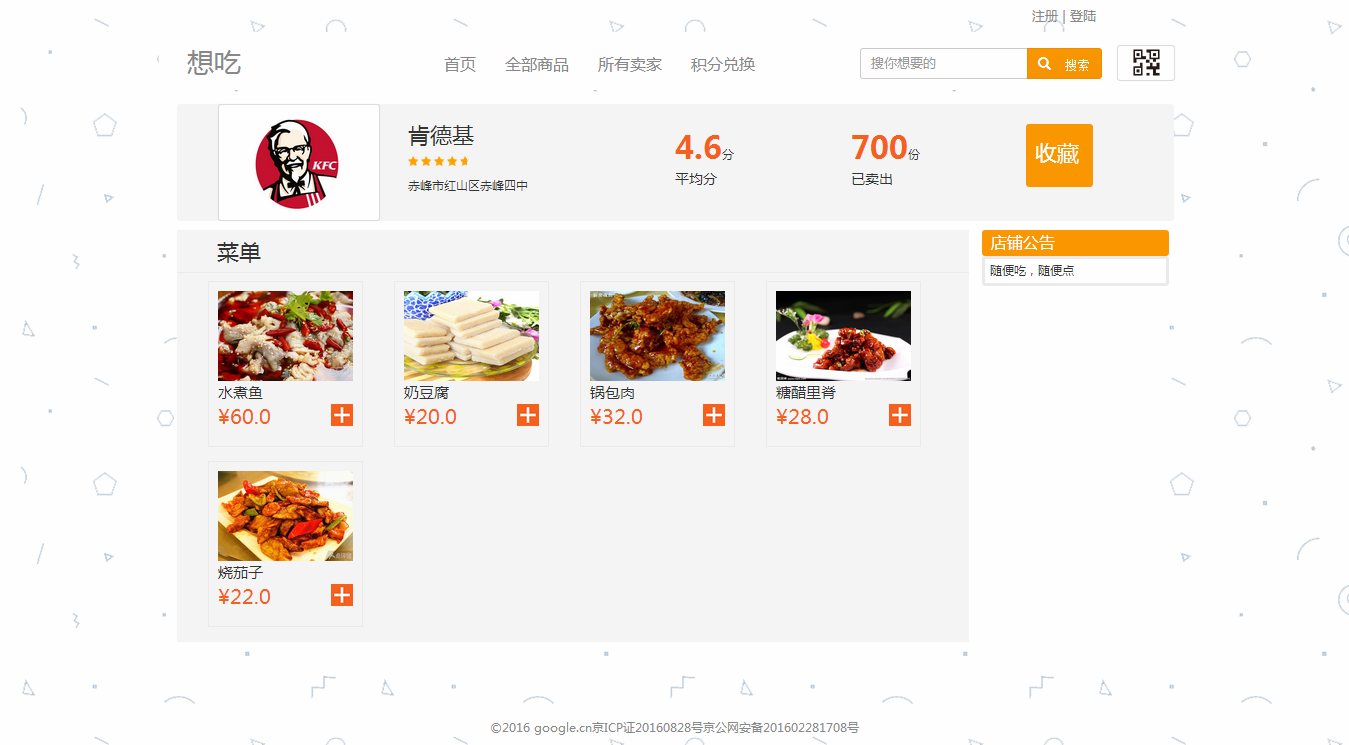 注册 | 登陆
想吃
首页 全部商品 所有卖家 积分兑换
搜你想要的
搜索
KFC
肯德基
赤峰市红山区赤峰四中
4.6分
平均分
700份
已卖出
收藏
菜单
店铺公告
随便吃，随便点
水煮鱼
¥60.0
奶豆腐
¥20.0
锅包肉
¥32.0
糖醋里脊
¥28.0
烧茄子
¥22.0
©2016 google.cn京ICP证20160828号京公网安备201602281708号